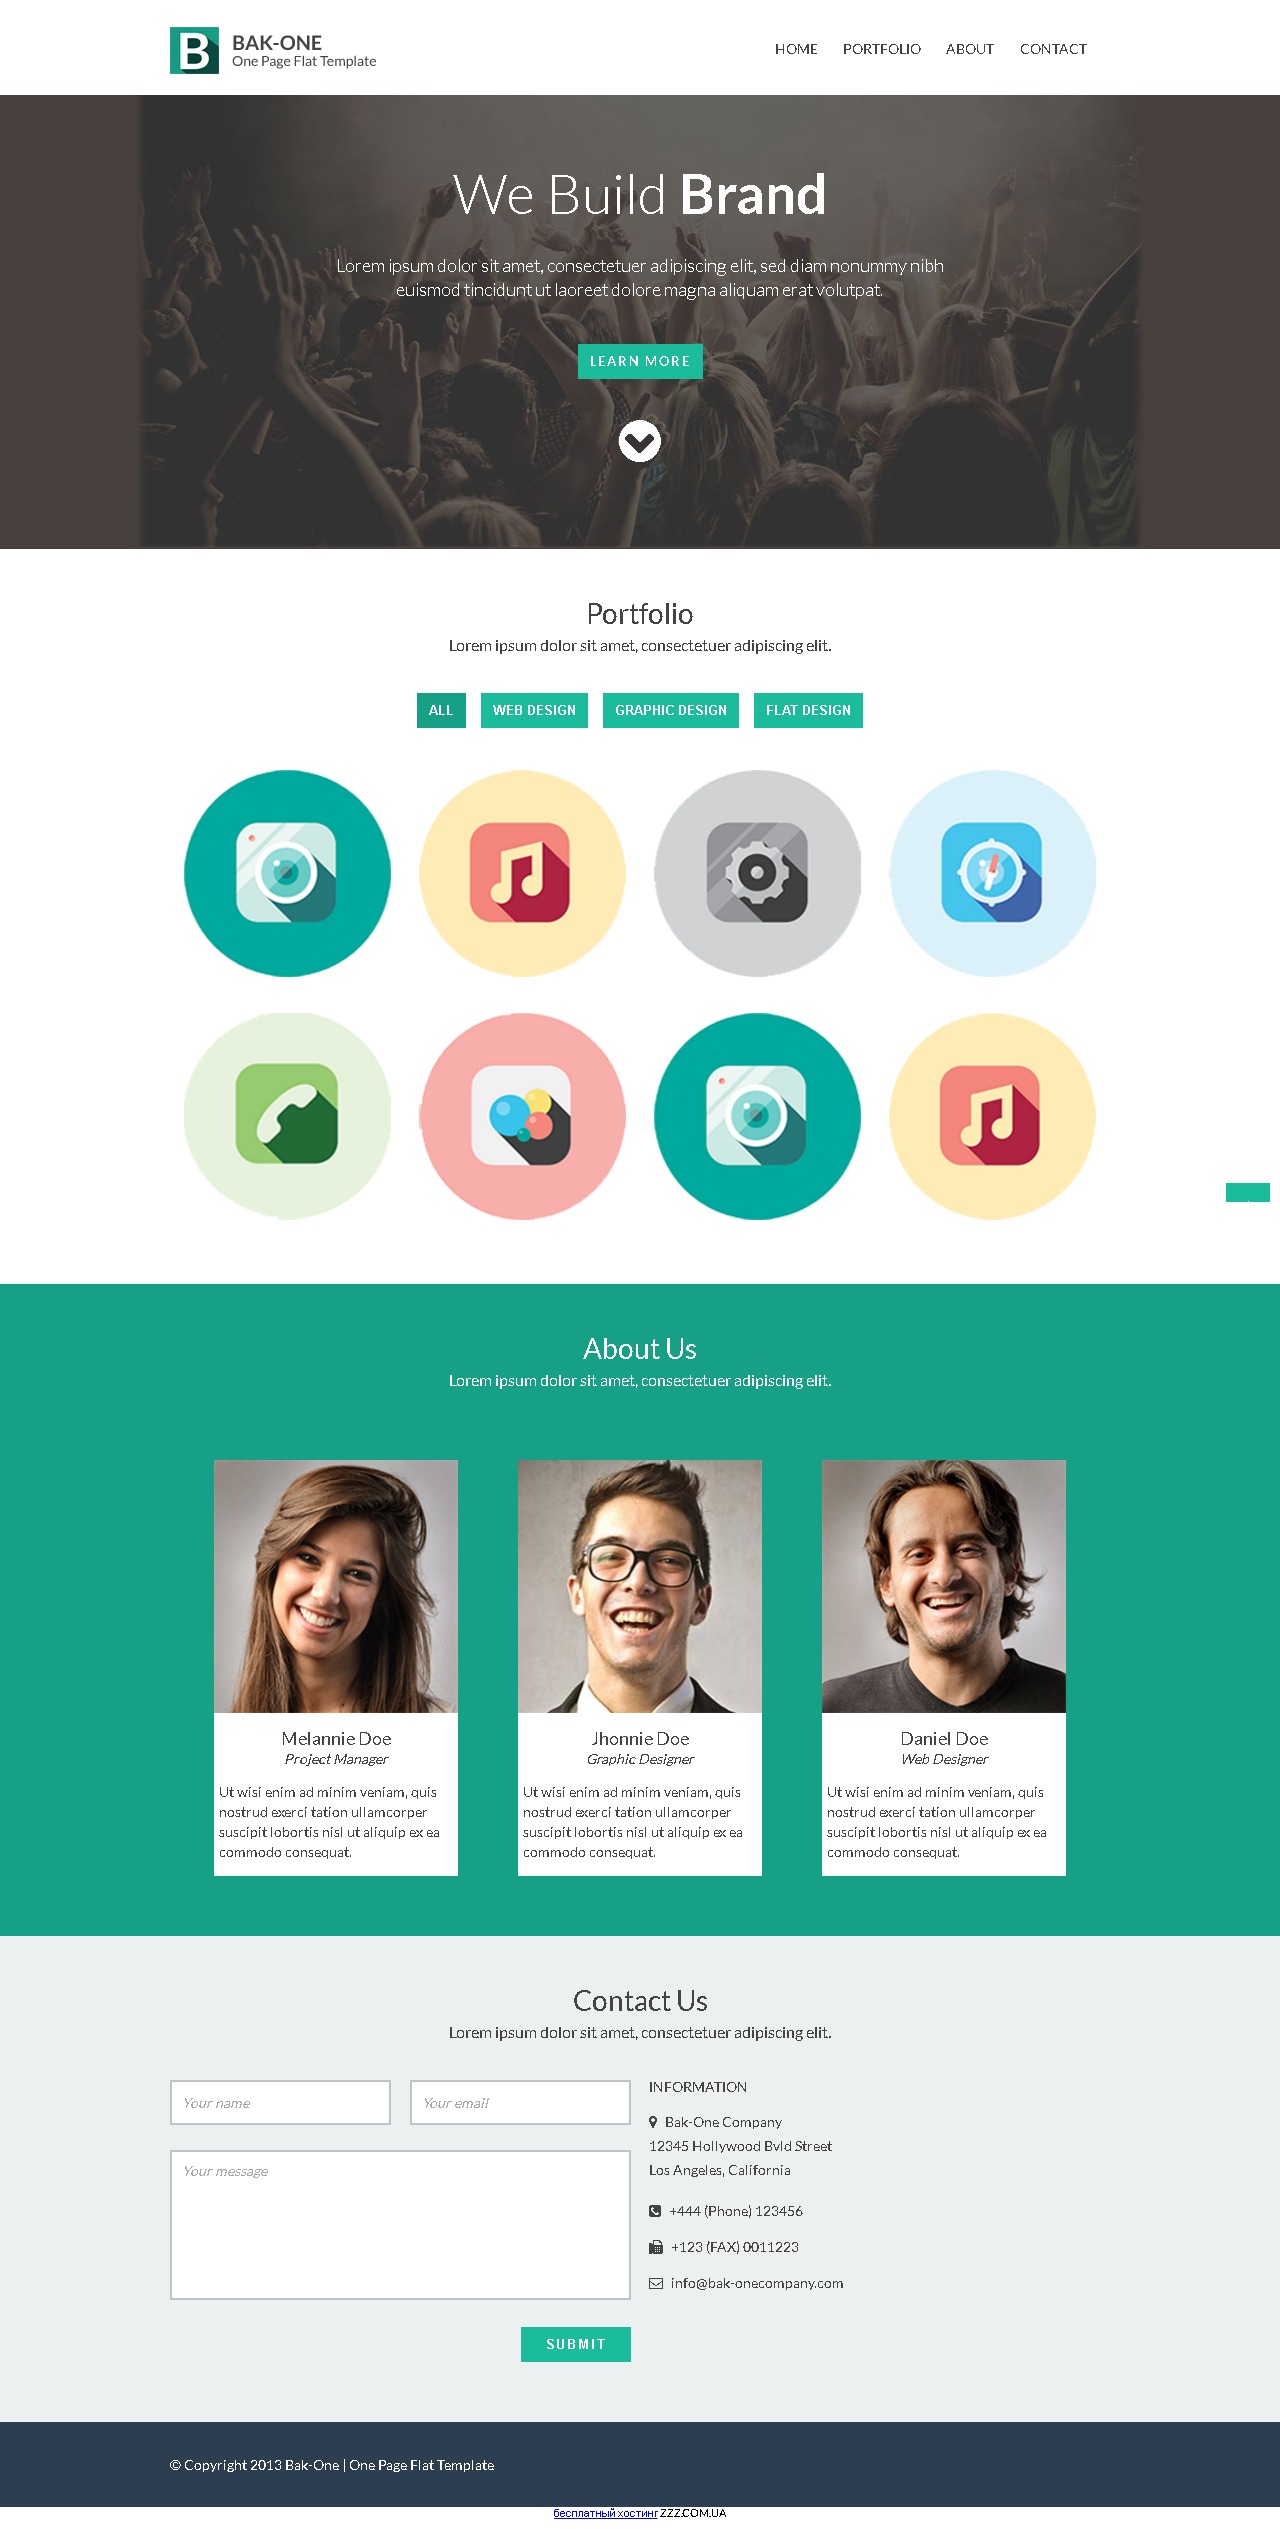 B BAK-ONE
One Page Flat Template
HOME PORTFOLIO ABOUT CONTACT
We Build Brand
Lorem ipsum dolor sit amet, consectetuer adipiscing elit, sed diam nonummy nibh
euismod tincidunt ut laoreet dolore magna aliquam erat volutpat.
LEARN MORE
Portfolio
Lorem ipsum dolor sit amet, consectetuer adipiscing elit.
ALL WEB DESIGN GRAPHIC DESIGN FLAT DESIGN
About Us
Lorem ipsum dolor sit amet, consectetuer adipiscing elit.
Melannie Doe
Project Manager
Ut wisi enim ad minim veniam, quis
nostrud exerci tation ullamcorper
suscipit lobortis nisl ut aliquip ex ea
commodo consequat.
Jhonnie Doe
Graphic Designer
Ut wisi enim ad minim veniam, quis
nostrud exerci tation ullamcorper
suscipit lobortis nisl ut aliquip ex ea
commodo consequat.
Daniel Doe
Web Designer
Ut wisi enim ad minim veniam, quis
nostrud exerci tation ullamcorper
suscipit lobortis nisl ut aliquip ex ea
commodo consequat.
Contact Us
Lorem ipsum dolor sit amet, consectetuer adipiscing elit.
Your name
Your email
Your message
SUBMIT
INFORMATION
Bak-One Company
12345 Hollywood Bvld Street
Los Angeles, California
+444 (Phone) 123456
+123 (FAX) 0011223
info@bak-onecompany.com
© Copyright 2013 Bak-One | One Page Flat Template
бесплатный хостинг ZZZ.COM.UA